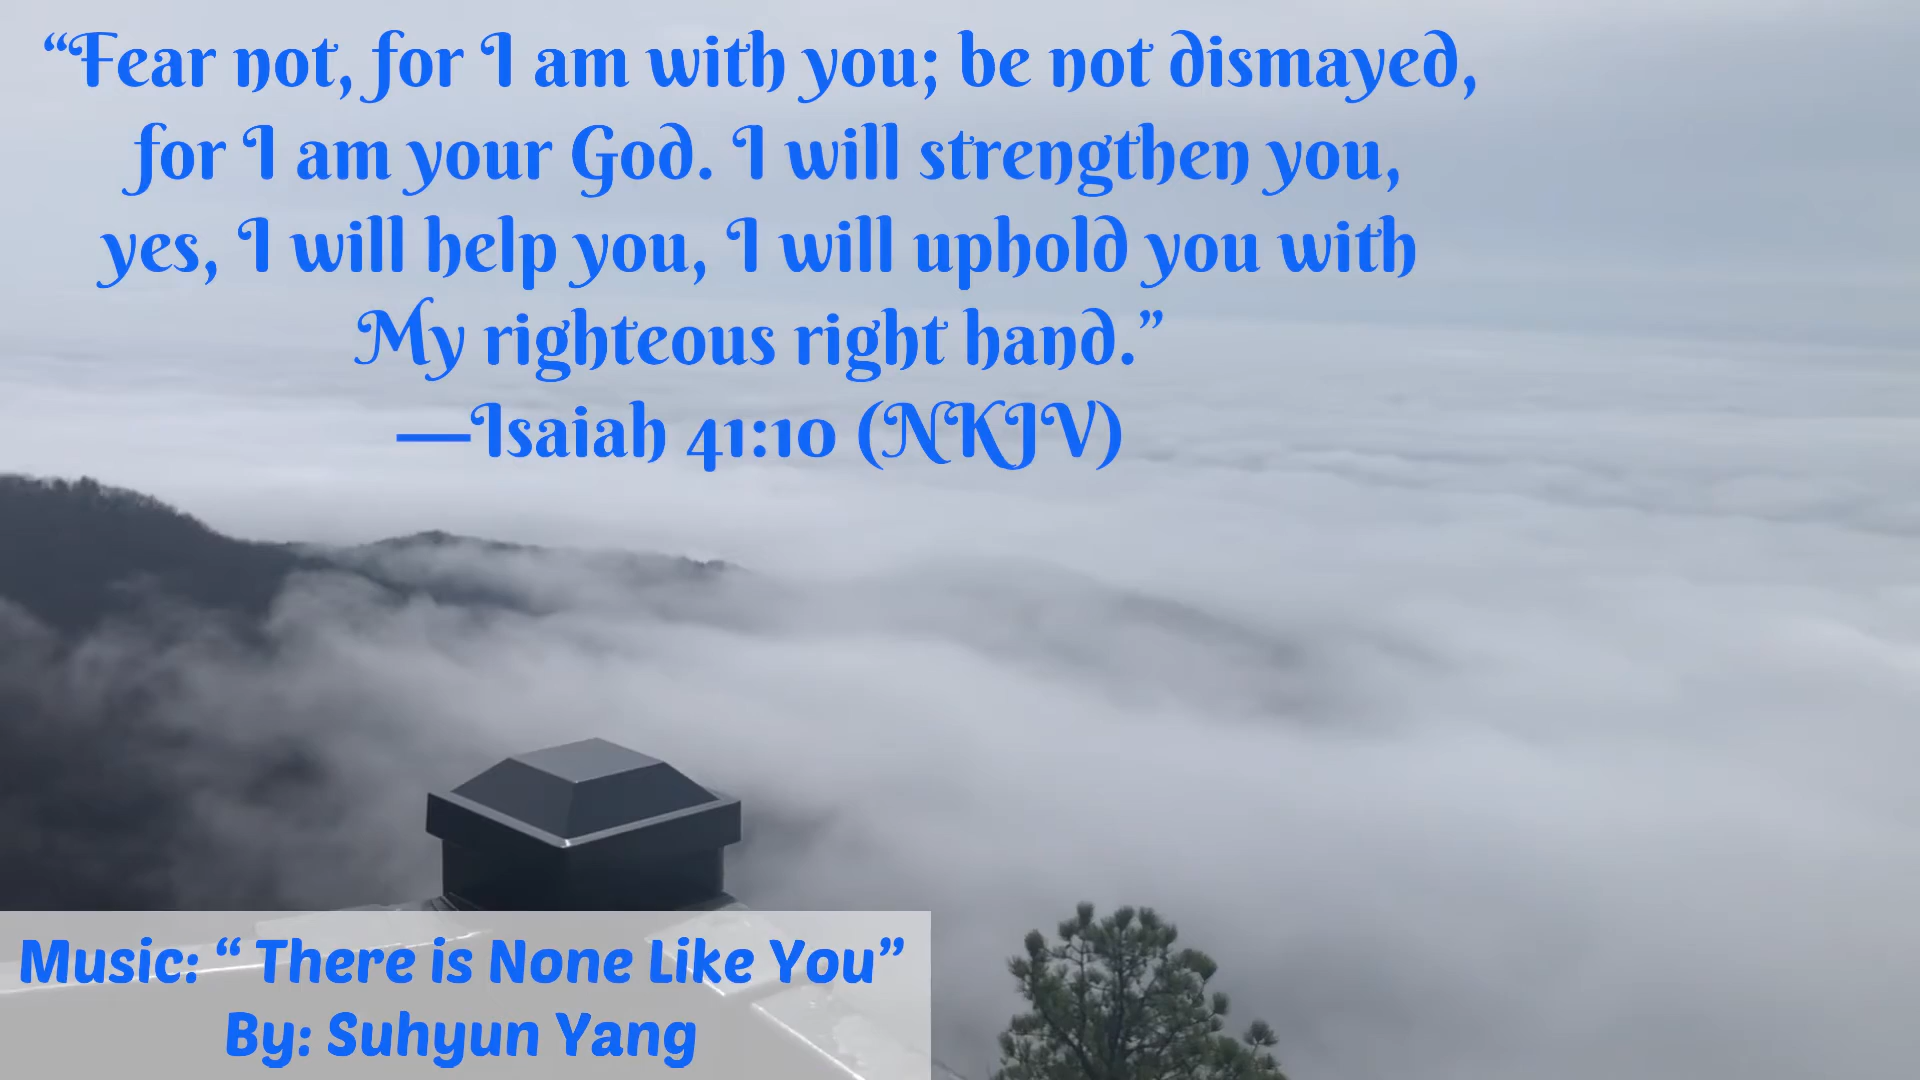 “Fear not, for I am with you; be not dismayed,
for I am your God. I will strengthen you,
yes, I will help you, I will uphold you with
My righteous right hand.”
—Isaiah 41:10 (NKJV)
Music: “ There is None Like You”
By: Suhyun Yang